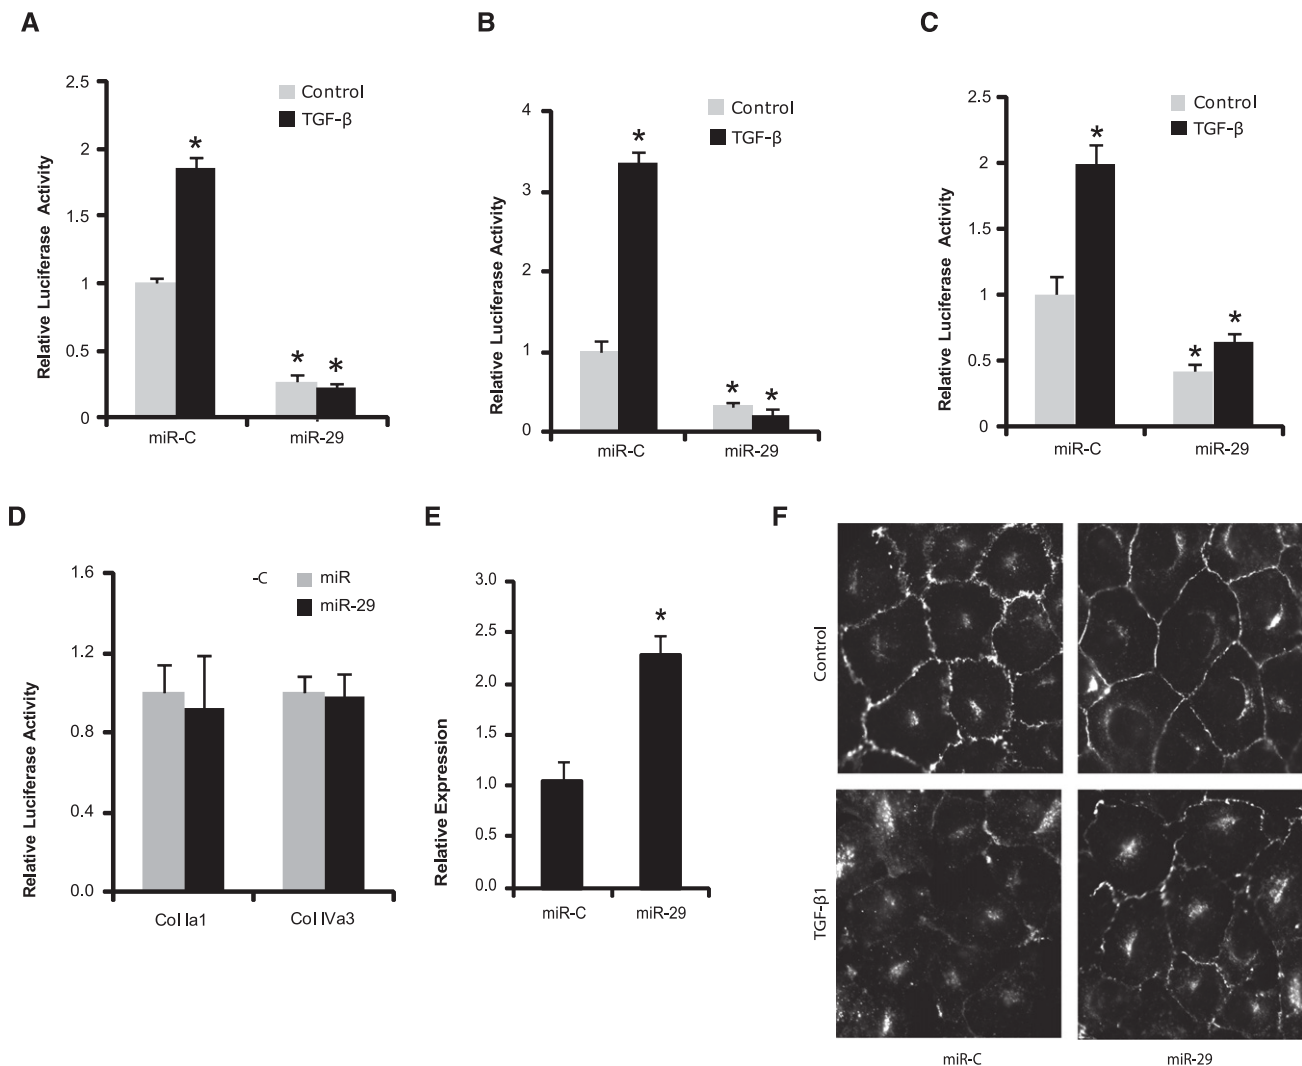 A
Relative Luciferase Activity
2.5
2
1.5
1
0.5
0
Control
TGF-β
*
*
*
miR-C
miR-29
B
Relative Luciferase Activity
4
3
2
1
0
Control
TGF-β
*
*
*
miR-C
miR-29
C
Relative Luciferase Activity
2.5
2
1.5
1
0.5
0
Control
TGF-β
*
*
*
miR-C
miR-29
D
Relative Luciferase Activity
1.6
1.2
0.8
0.4
0.0
-C
miR
miR-29
Col Ia1
Col IVa3
E
Relative Expression
3.0
2.5
2.0
1.5
1.0
0.5
0.0
*
miR-C
miR-29
F
Control
TGF-β1
miR-C
miR-29